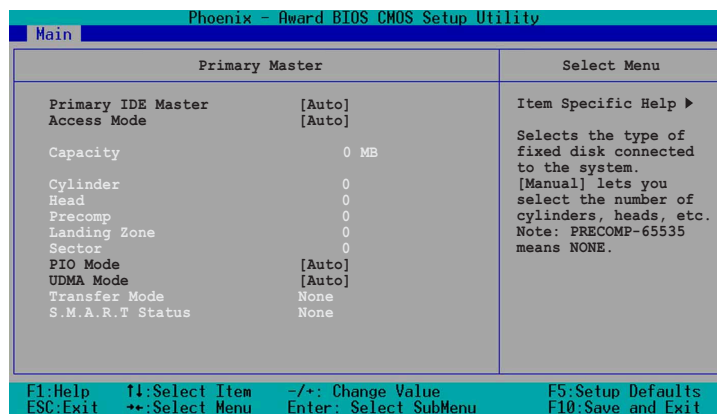 Phoenix - Award BIOS CMOS Setup Utility
Main
Primary Master
Select Menu
Primary IDE Master [Auto]
Access Mode [Auto]
Capacity 0 MB
Cylinder 0
Head 0
Precomp 0
Landing Zone 0
Sector 0
PIO Mode [Auto]
UDMA Mode [Auto]
Transfer Mode None
S.M.A.R.T Status None
Item Specific Help ▶
Selects the type of
fixed disk connected
to the system.
[Manual] lets you
select the number of
cylinders, heads, etc.
Note: PRECOMP-65535
means NONE.
F1:Help ↑↓:Select Item -/+: Change Value F5:Setup Defaults
ESC:Exit →←:Select Menu Enter: Select SubMenu F10:Save and Exit